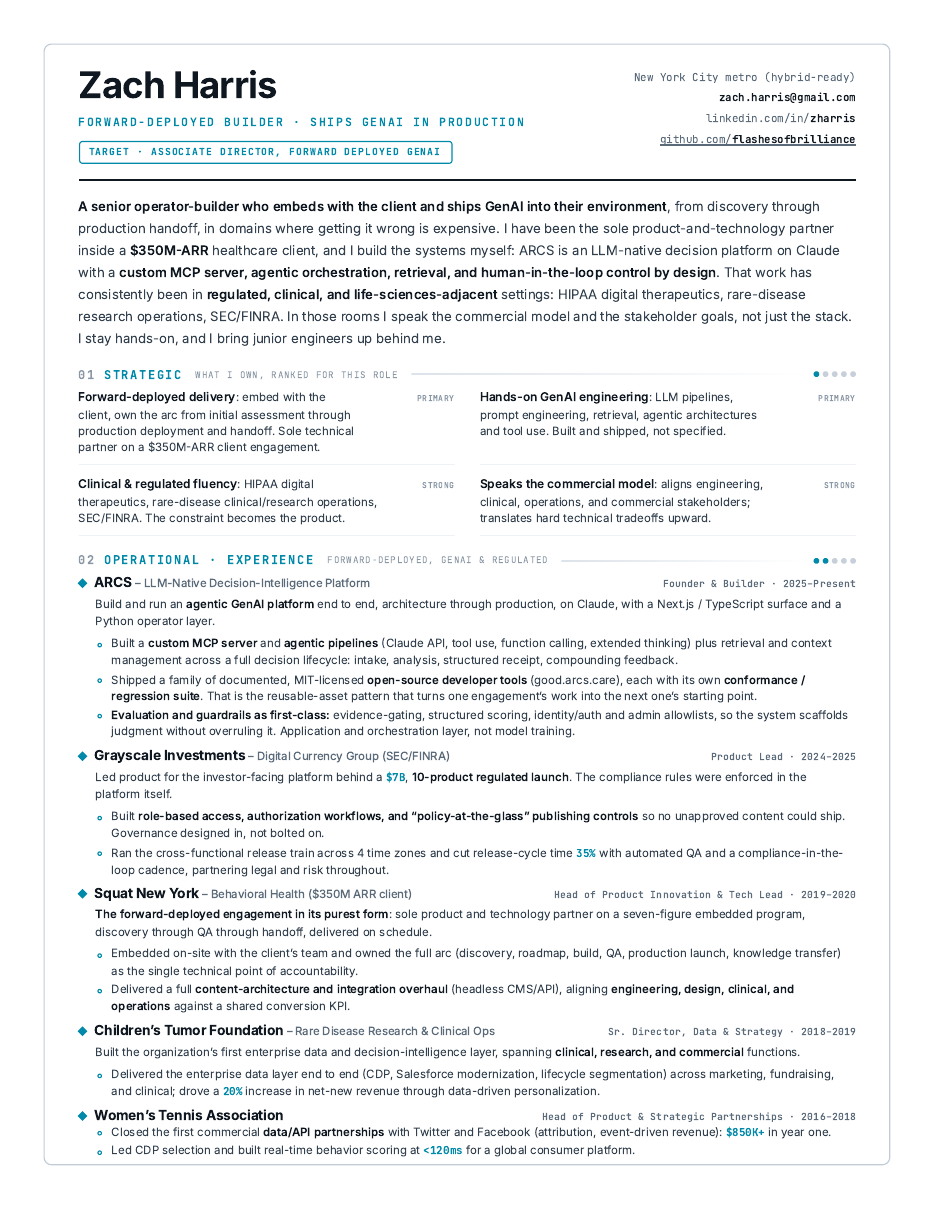 Zach Harris
New York City metro (hybrid-ready)
zach.harris@gmail.com
FORWARD-DEPLOYED BUILDER · SHIPS GENAI IN PRODUCTION
linkedin.com/in/zharris
github.com/flashesofbrilliance
TARGET · ASSOCIATE DIRECTOR, FORWARD DEPLOYED GENAI
A senior operator-builder who embeds with the client and ships GenAI into their environment, from discovery through
production handoff, in domains where getting it wrong is expensive. I have been the sole product-and-technology partner
inside a $350M-ARR healthcare client, and I build the systems myself: ARCS is an LLM-native decision platform on Claude
with a custom MCP server, agentic orchestration, retrieval, and human-in-the-loop control by design. That work has
consistently been in regulated, clinical, and life-sciences-adjacent settings: HIPAA digital therapeutics, rare-disease
research operations, SEC/FINRA. In those rooms I speak the commercial model and the stakeholder goals, not just the stack.
I stay hands-on, and I bring junior engineers up behind me.
01 STRATEGIC WHAT I OWN, RANKED FOR THIS ROLE
Forward-deployed delivery: embed with the PRIMARY
client, own the arc from initial assessment through
production deployment and handoff. Sole technical
partner on a $350M-ARR client engagement.
Hands-on GenAI engineering: LLM pipelines, PRIMARY
prompt engineering, retrieval, agentic architectures
and tool use. Built and shipped, not specified.
Clinical & regulated fluency: HIPAA digital STRONG
therapeutics, rare-disease clinical/research operations,
SEC/FINRA. The constraint becomes the product.
Speaks the commercial model: aligns engineering, STRONG
clinical, operations, and commercial stakeholders;
translates hard technical tradeoffs upward.
02 OPERATIONAL · EXPERIENCE FORWARD-DEPLOYED, GENAI & REGULATED
ARCS – LLM-Native Decision-Intelligence Platform Founder & Builder · 2025-Present
Build and run an agentic GenAI platform end to end, architecture through production, on Claude, with a Next.js / TypeScript surface and a
Python operator layer.
Built a custom MCP server and agentic pipelines (Claude API, tool use, function calling, extended thinking) plus retrieval and context
management across a full decision lifecycle: intake, analysis, structured receipt, compounding feedback.
Shipped a family of documented, MIT-licensed open-source developer tools (good.arcs.care), each with its own conformance /
regression suite. That is the reusable-asset pattern that turns one engagement's work into the next one's starting point.
Evaluation and guardrails as first-class: evidence-gating, structured scoring, identity/auth and admin allowlists, so the system scaffolds
judgment without overruling it. Application and orchestration layer, not model training.
Grayscale Investments – Digital Currency Group (SEC/FINRA) Product Lead · 2024-2025
Led product for the investor-facing platform behind a $7B, 10-product regulated launch. The compliance rules were enforced in the
platform itself.
Built role-based access, authorization workflows, and “policy-at-the-glass” publishing controls so no unapproved content could ship.
Governance designed in, not bolted on.
Ran the cross-functional release train across 4 time zones and cut release-cycle time 35% with automated QA and a compliance-in-the-
loop cadence, partnering legal and risk throughout.
Squat New York – Behavioral Health ($350M ARR client) Head of Product Innovation & Tech Lead · 2019-2020
The forward-deployed engagement in its purest form: sole product and technology partner on a seven-figure embedded program,
discovery through QA through handoff, delivered on schedule.
Embedded on-site with the client's team and owned the full arc (discovery, roadmap, build, QA, production launch, knowledge transfer)
as the single technical point of accountability.
Delivered a full content-architecture and integration overhaul (headless CMS/API), aligning engineering, design, clinical, and
operations against a shared conversion KPI.
Children's Tumor Foundation – Rare Disease Research & Clinical Ops Sr. Director, Data & Strategy · 2018-2019
Built the organization's first enterprise data and decision-intelligence layer, spanning clinical, research, and commercial functions.
Delivered the enterprise data layer end to end (CDP, Salesforce modernization, lifecycle segmentation) across marketing, fundraising,
and clinical; drove a 20% increase in net-new revenue through data-driven personalization.
Women's Tennis Association Head of Product & Strategic Partnerships · 2016-2018
Closed the first commercial data/API partnerships with Twitter and Facebook (attribution, event-driven revenue): $850K+ in year one.
Led CDP selection and built real-time behavior scoring at <120ms for a global consumer platform.